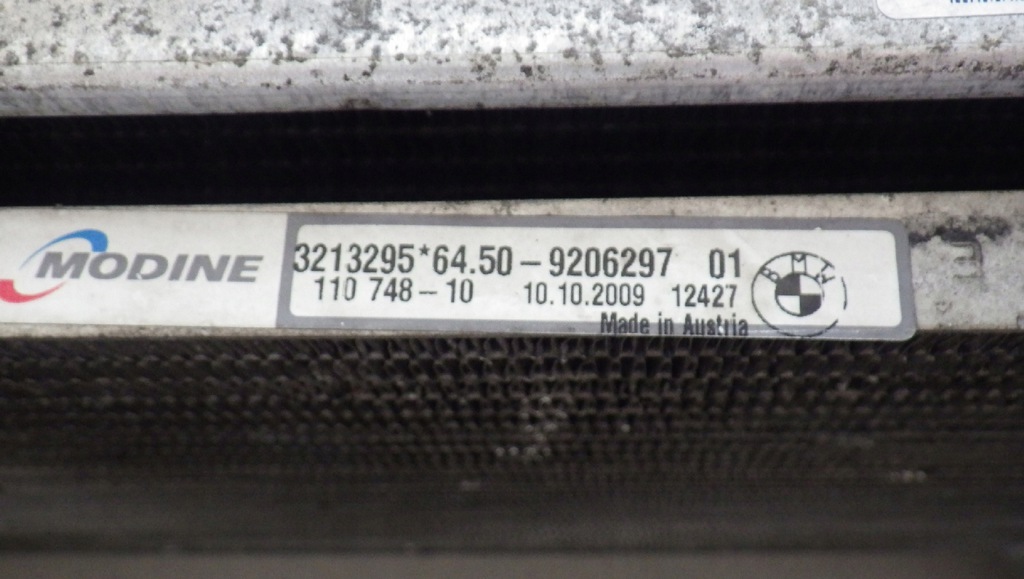 MODINE
3213295*64.50-9206297 01
110 748-10 10.10.2009 12427
BMW
Made in Austria